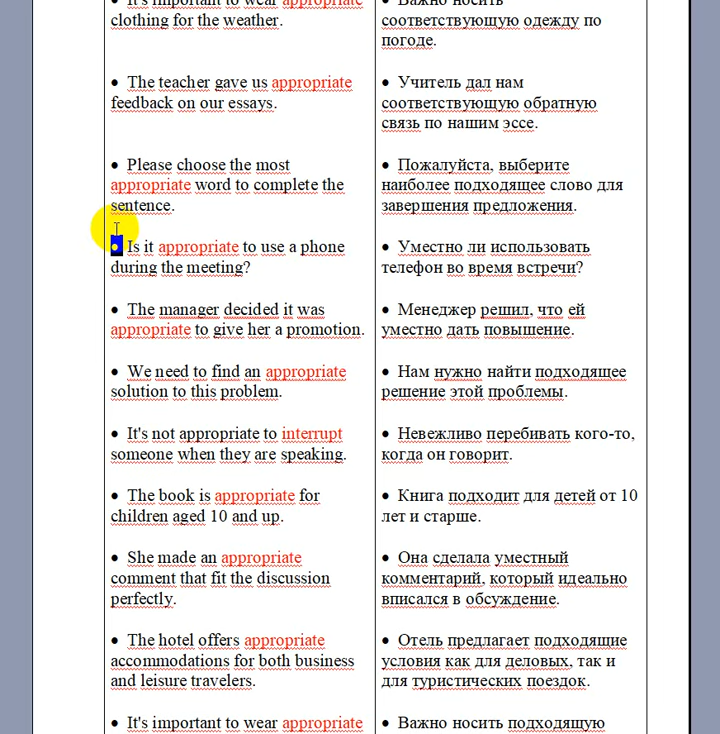 • It's important to wear appropriate
clothing for the weather.
• The teacher gave us appropriate
feedback on our essays.
• Please choose the most
appropriate word to complete the
sentence.
• Is it appropriate to use a phone
during the meeting?
• The manager decided it was
appropriate to give her a promotion.
• We need to find an appropriate
solution to this problem.
• It's not appropriate to interrupt
someone when they are speaking.
• The book is appropriate for
children aged 10 and up.
• She made an appropriate
comment that fit the discussion
perfectly.
• The hotel offers appropriate
accommodations for both business
and leisure travelers.
• It's important to wear appropriate
• Важно носить
соответствующую одежду по
погоде.
• Учитель дал нам
соответствующую обратную
связь по нашим эссе.
• Пожалуйста, выберите
наиболее подходящее слово для
завершения предложения.
• Уместно ли использовать
телефон во время встречи?
• Менеджер решил, что ей
уместно дать повышение.
• Нам нужно найти подходящее
решение этой проблемы.
• Невежливо перебивать кого-то,
когда он говорит.
• Книга подходит для детей от 10
лет и старше.
• Она сделала уместный
комментарий, который идеально
вписался в обсуждение.
• Отель предлагает подходящие
условия как для деловых, так и
для туристических поездок.
• Важно носить подходящую